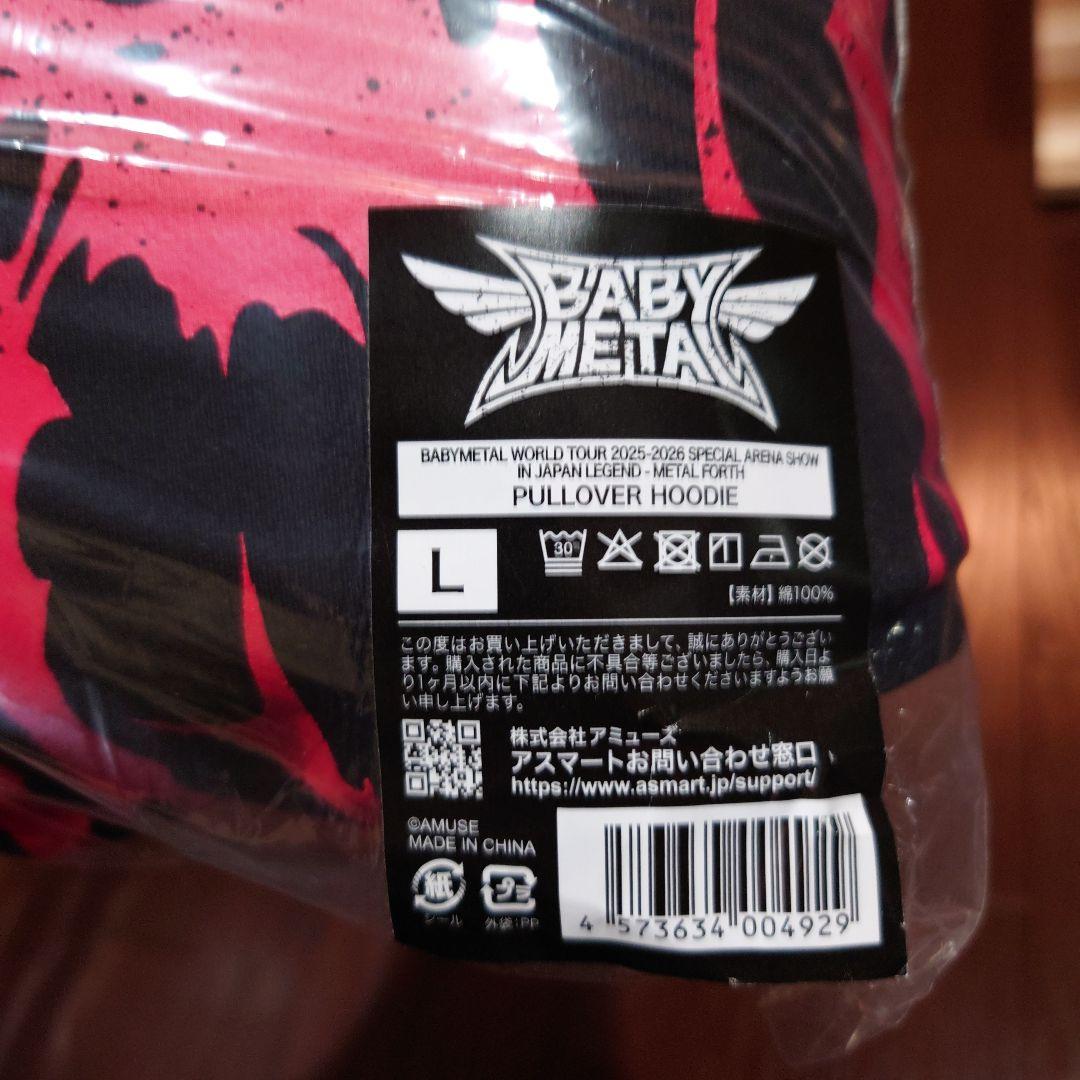 BABY
METAL
BABYMETAL WORLD TOUR 2025-2026 SPECIAL ARENA SHOW
IN JAPAN LEGEND - METAL FORTH
PULLOVER HOODIE
L
30
【素材】綿100%
この度はお買い上げいただきまして、誠にありがとうござい
ます。購入された商品に不具合等ございましたら、購入日よ
り1ヶ月以内に下記よりお問い合わせくださいますようお願
い申し上げます。
株式会社アミューズ
アスマートお問い合わせ窓口
https://www.asmart.jp/support/
©AMUSE
MADE IN CHINA
紙
プラ
シール
外袋:PP
4 573634 004929